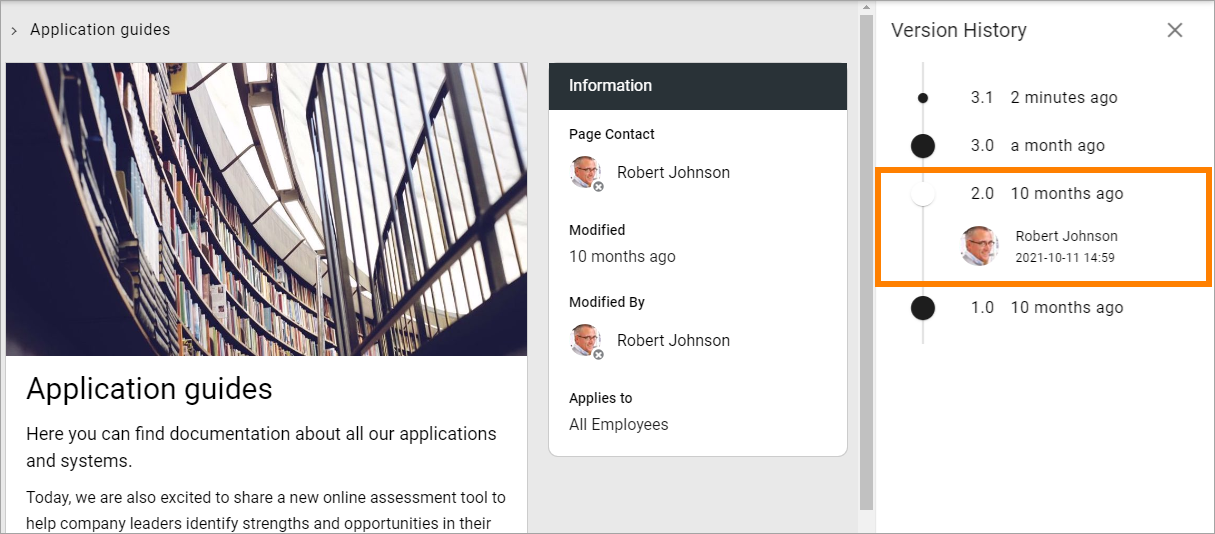 Application guides
Application guides
Here you can find documentation about all our applications
and systems.
Today, we are also excited to share a new online assessment tool to
help company leaders identify strengths and opportunities in their
Information
Page Contact
Robert Johnson
Modified
10 months ago
Modified By
Robert Johnson
Applies to
All Employees
Version History
3.1 2 minutes ago
3.0 a month ago
2.0 10 months ago
Robert Johnson
2021-10-11 14:59
1.0 10 months ago